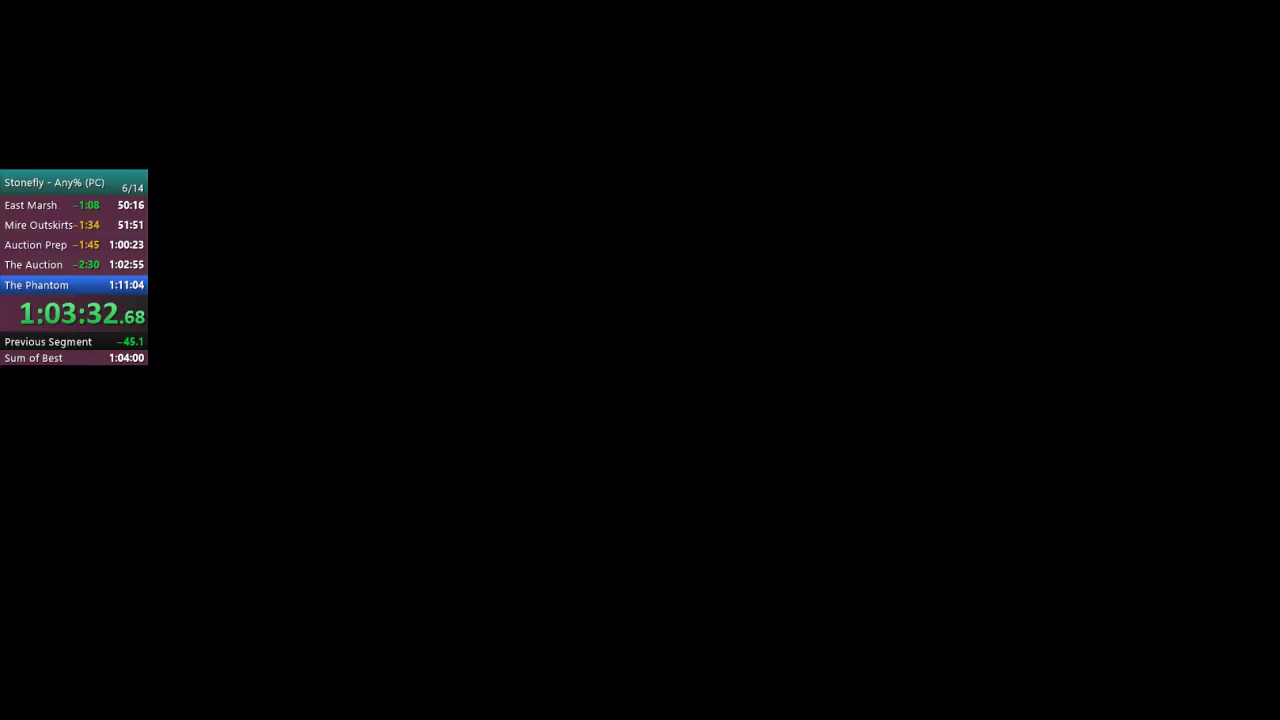 Stonefly - Any% (PC)
6/14
East Marsh -1:08 50:16
Mire Outskirts -1:34 51:51
Auction Prep -1:45 1:00:23
The Auction -2:30 1:02:55
The Phantom 1:11:04
1:03:32.68
Previous Segment -45.1
Sum of Best 1:04:00